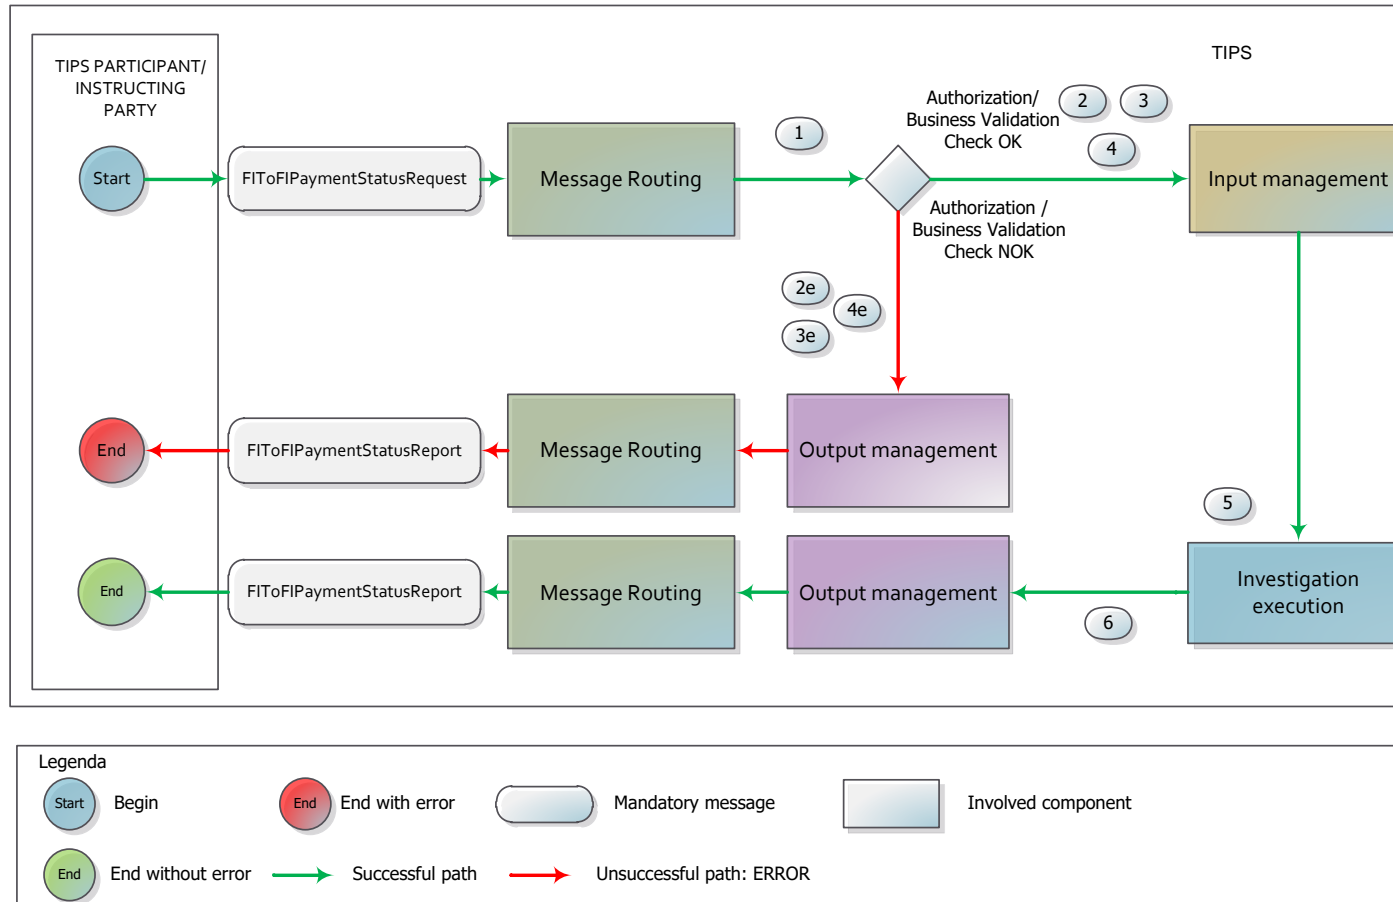 TIPS PARTICIPANT/
INSTRUCTING
PARTY
TIPS
Start
FIToFIPaymentStatusRequest
Message Routing
1
Authorization/
Business Validation
Check OK
2
3
4
Input management
Authorization /
Business Validation
Check NOK
2e
4e
3e
End
FIToFIPaymentStatusReport
Message Routing
Output management
5
End
FIToFIPaymentStatusReport
Message Routing
Output management
6
Investigation
execution
Legenda
Start
Begin
End
End with error
Mandatory message
Involved component
End
End without error
Successful path
Unsuccessful path: ERROR